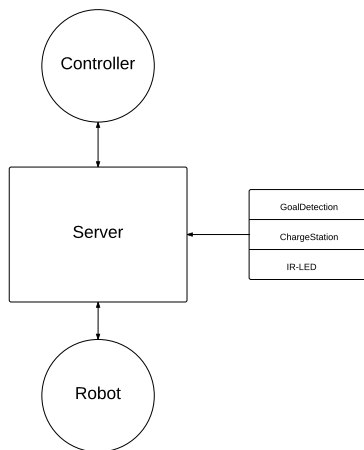 Controller
Server
GoalDetection
ChargeStation
IR-LED
Robot